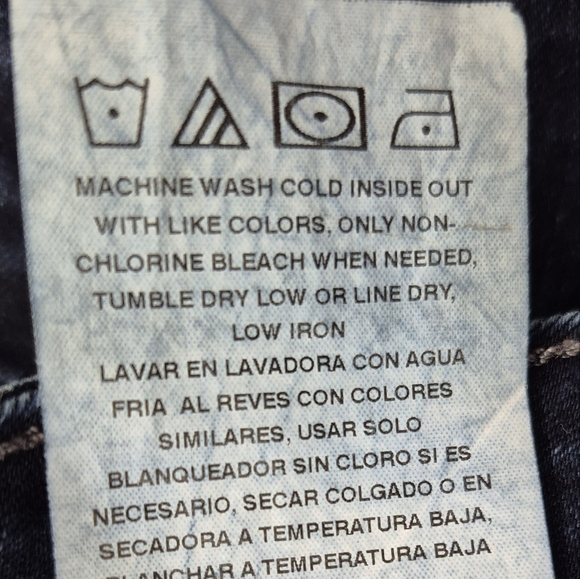 MACHINE WASH COLD INSIDE OUT
WITH LIKE COLORS, ONLY NON-
CHLORINE BLEACH WHEN NEEDED,
TUMBLE DRY LOW OR LINE DRY,
LOW IRON
LAVAR EN LAVADORA CON AGUA
FRIA AL REVES CON COLORES
SIMILARES, USAR SOLO
BLANQUEADOR SIN CLORO SI ES
NECESARIO, SECAR COLGADO O EN
SECADORA A TEMPERATURA BAJA,
PLANCHAR A TEMPERATURA BAJA